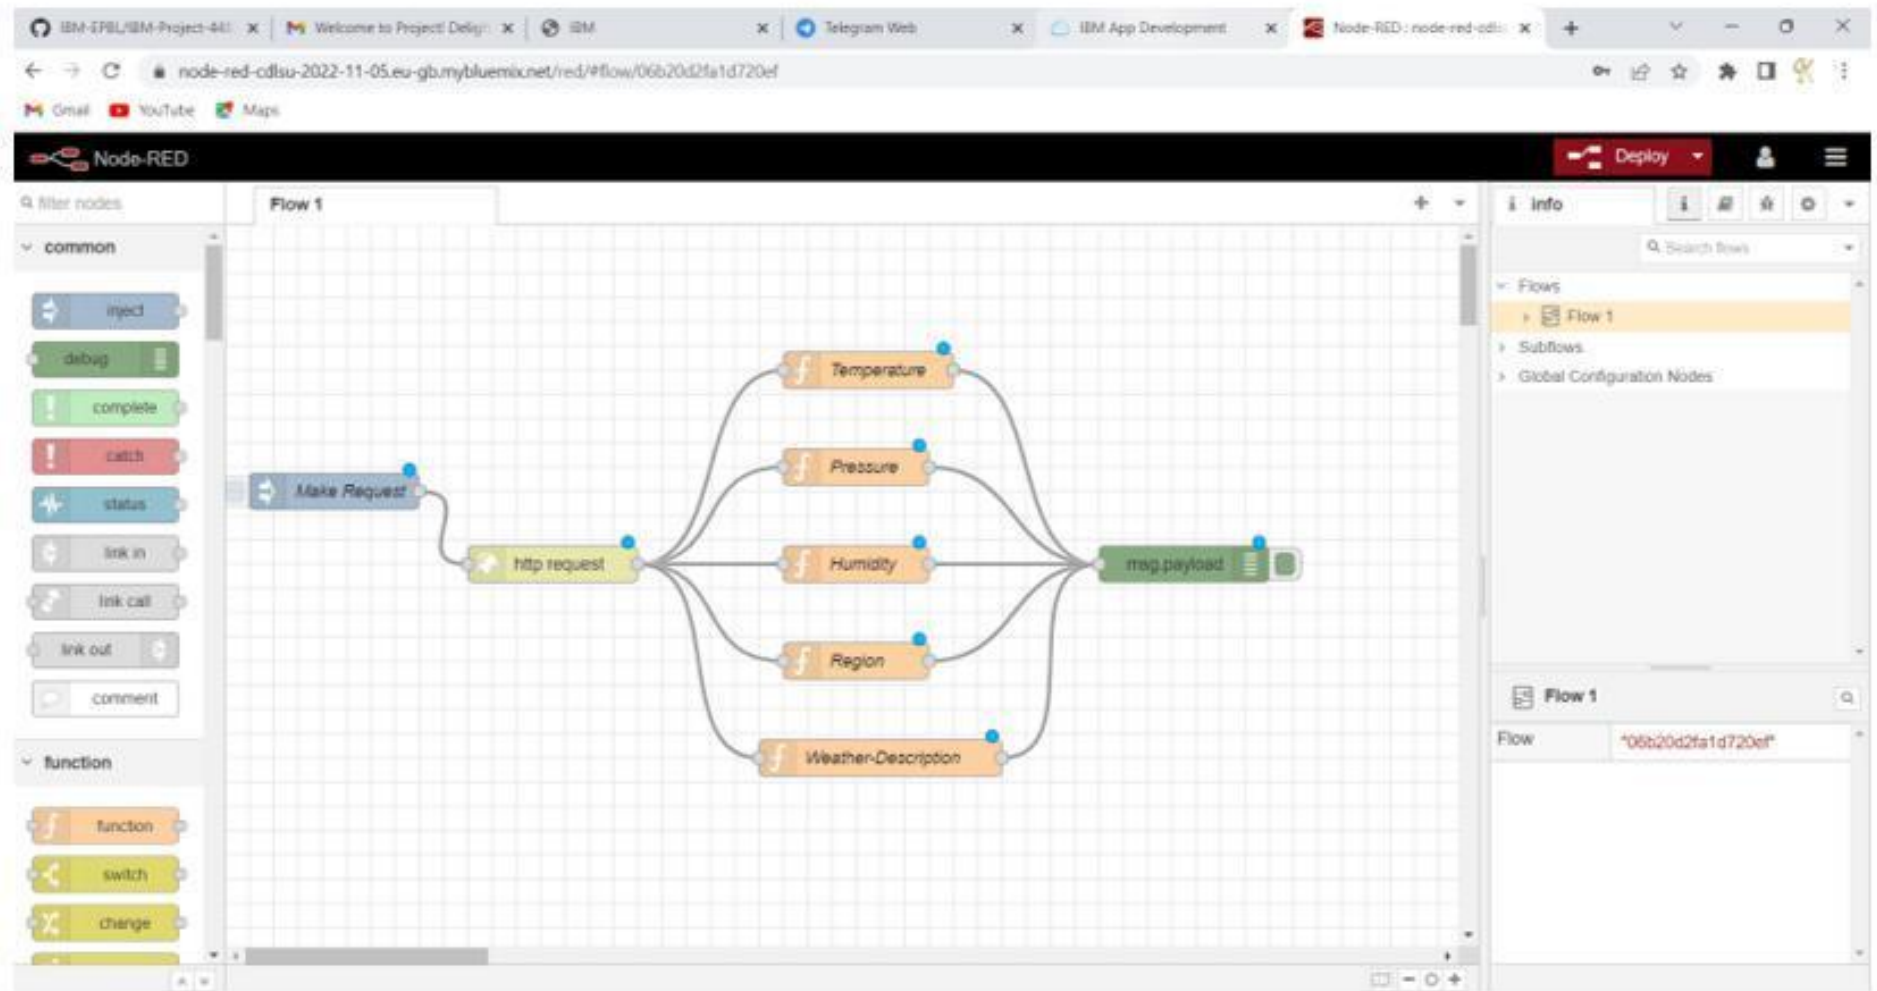 IBM-EPBL/IBM-Project-441
Welcome to Project! Delig
IBM
Telegram Web
IBM App Development
Node-RED : node-red-cdls
node-red-cdlsu-2022-11-05.eu-gb.mybluemix.net/red/#flow/06b20d2fa1d720ef
Gmail YouTube Maps
Node-RED
Deploy
filter nodes
Flow 1
info
Search flows
common
inject
debug
complete
catch
status
link in
link call
link out
comment
function
function
switch
change
Make Request
http request
Temperature
Pressure
Humidity
Region
Weather-Description
msg.payload
Flows
Flow 1
Subflows
Global Configuration Nodes
Flow 1
Flow "06b20d2fa1d720ef"